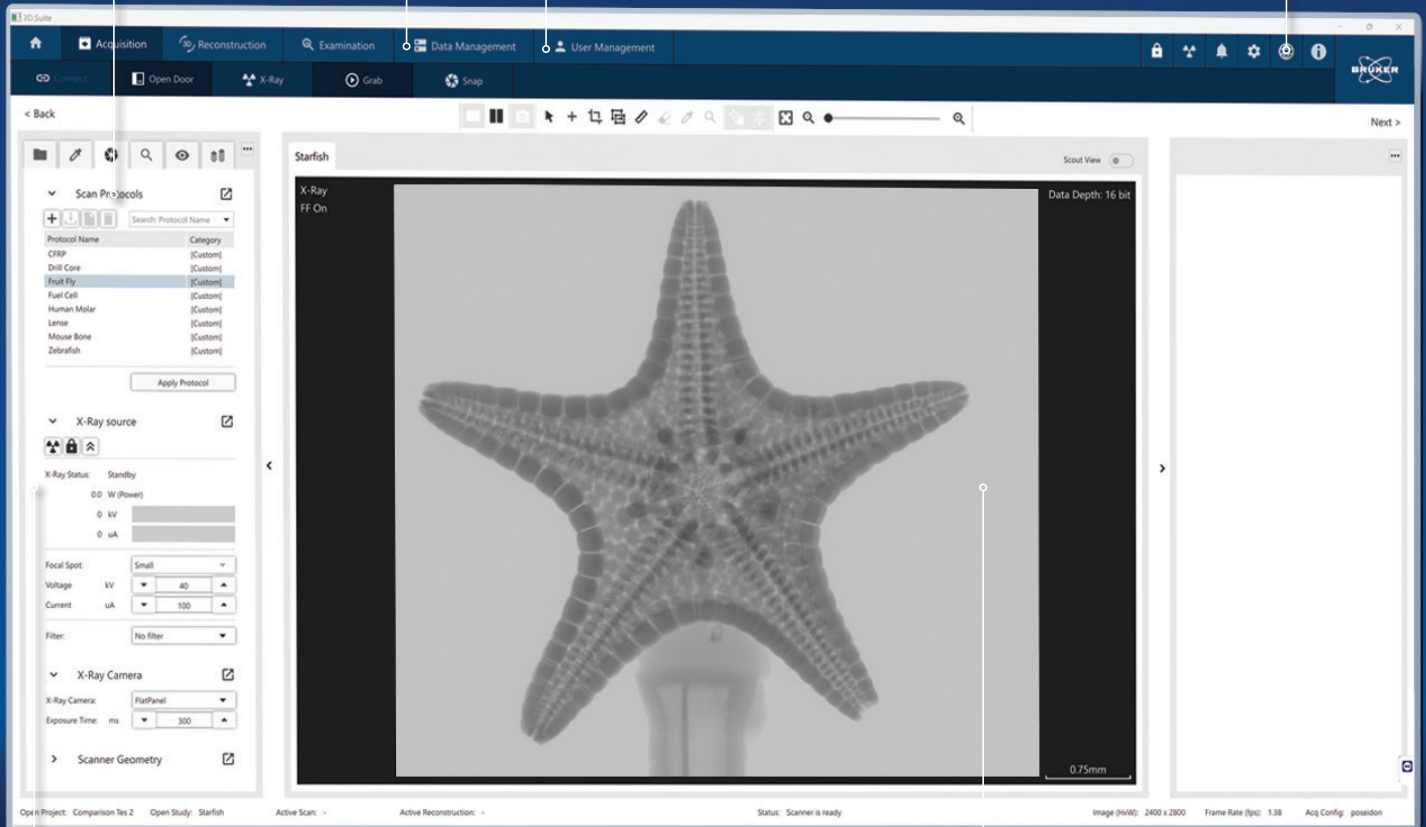 3D.Suite
Acquisition
3D Reconstruction
Examination
Data Management
User Management
BRUKER
Connect
Open Door
X-Ray
Grab
Snap
< Back
Next >
Starfish
Scout View
Scan Protocols
Search: Protocol Name
Protocol Name Category
CFRP [Custom]
Drill Core [Custom]
Fruit Fly [Custom]
Fuel Cell [Custom]
Human Molar [Custom]
Lense [Custom]
Mouse Bone [Custom]
Zebrafish [Custom]
Apply Protocol
X-Ray source
X-Ray Status: Standby
0.0 W (Power)
0 kV
0 uA
Focal Spot: Small
Voltage kV 40
Current uA 100
Filter: No filter
X-Ray Camera
X-Ray Camera: FlatPanel
Exposure Time: ms 300
Scanner Geometry
X-Ray
FF On
Data Depth: 16 bit
0.75mm
Open Project: Comparison Tes 2 Open Study: Starfish Active Scan: - Active Reconstruction: - Status: Scanner is ready Image (HxW): 2400 x 2800 Frame Rate (fps): 1.38 Acq Config: poseidon